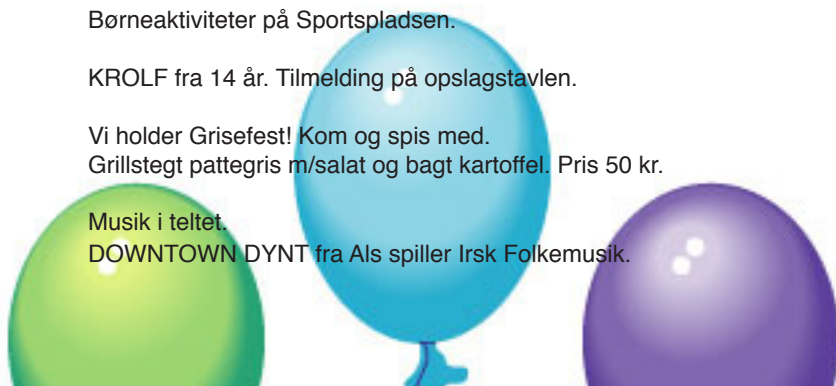 Børneaktiviteter på Sportspladsen.
KROLF fra 14 år. Tilmelding på opslagstavlen.
Vi holder Grisefest! Kom og spis med.
Grillstegt pattegris m/salat og bagt kartoffel. Pris 50 kr.
Musik i teltet.
DOWNTOWN DYNT fra Als spiller Irsk Folkemusik.